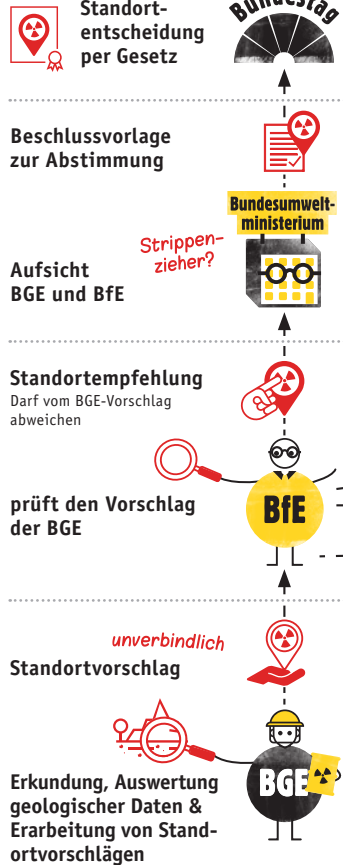 Standort-
entscheidung
per Gesetz
Bundestag
Beschlussvorlage
zur Abstimmung
Bundesumwelt-
ministerium
Strippen-
zieher?
Aufsicht
BGE und BfE
Standortempfehlung
Darf vom BGE-Vorschlag
abweichen
prüft den Vorschlag
der BGE
BfE
unverbindlich
Standortvorschlag
BGE
Erkundung, Auswertung
geologischer Daten &
Erarbeitung von Stand-
ortvorschlägen